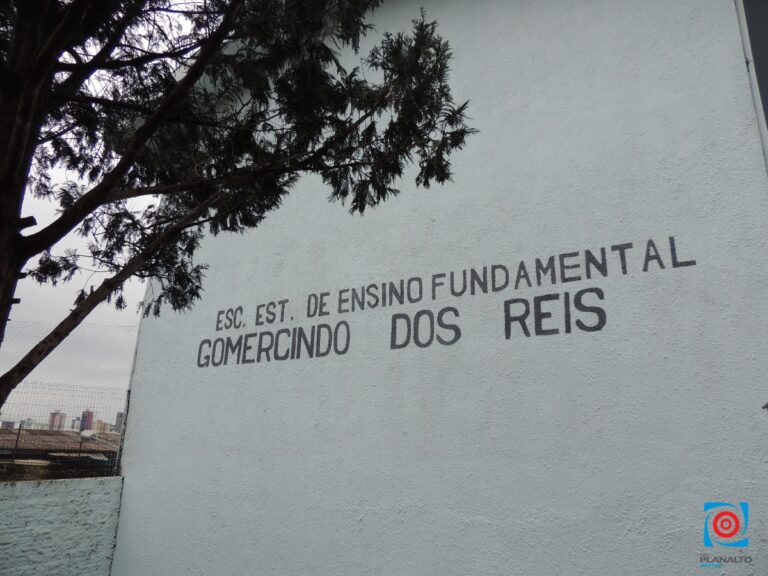 ESC. EST. DE ENSINO FUNDAMENTAL
GOMERCINDO DOS REIS
PLANALTO